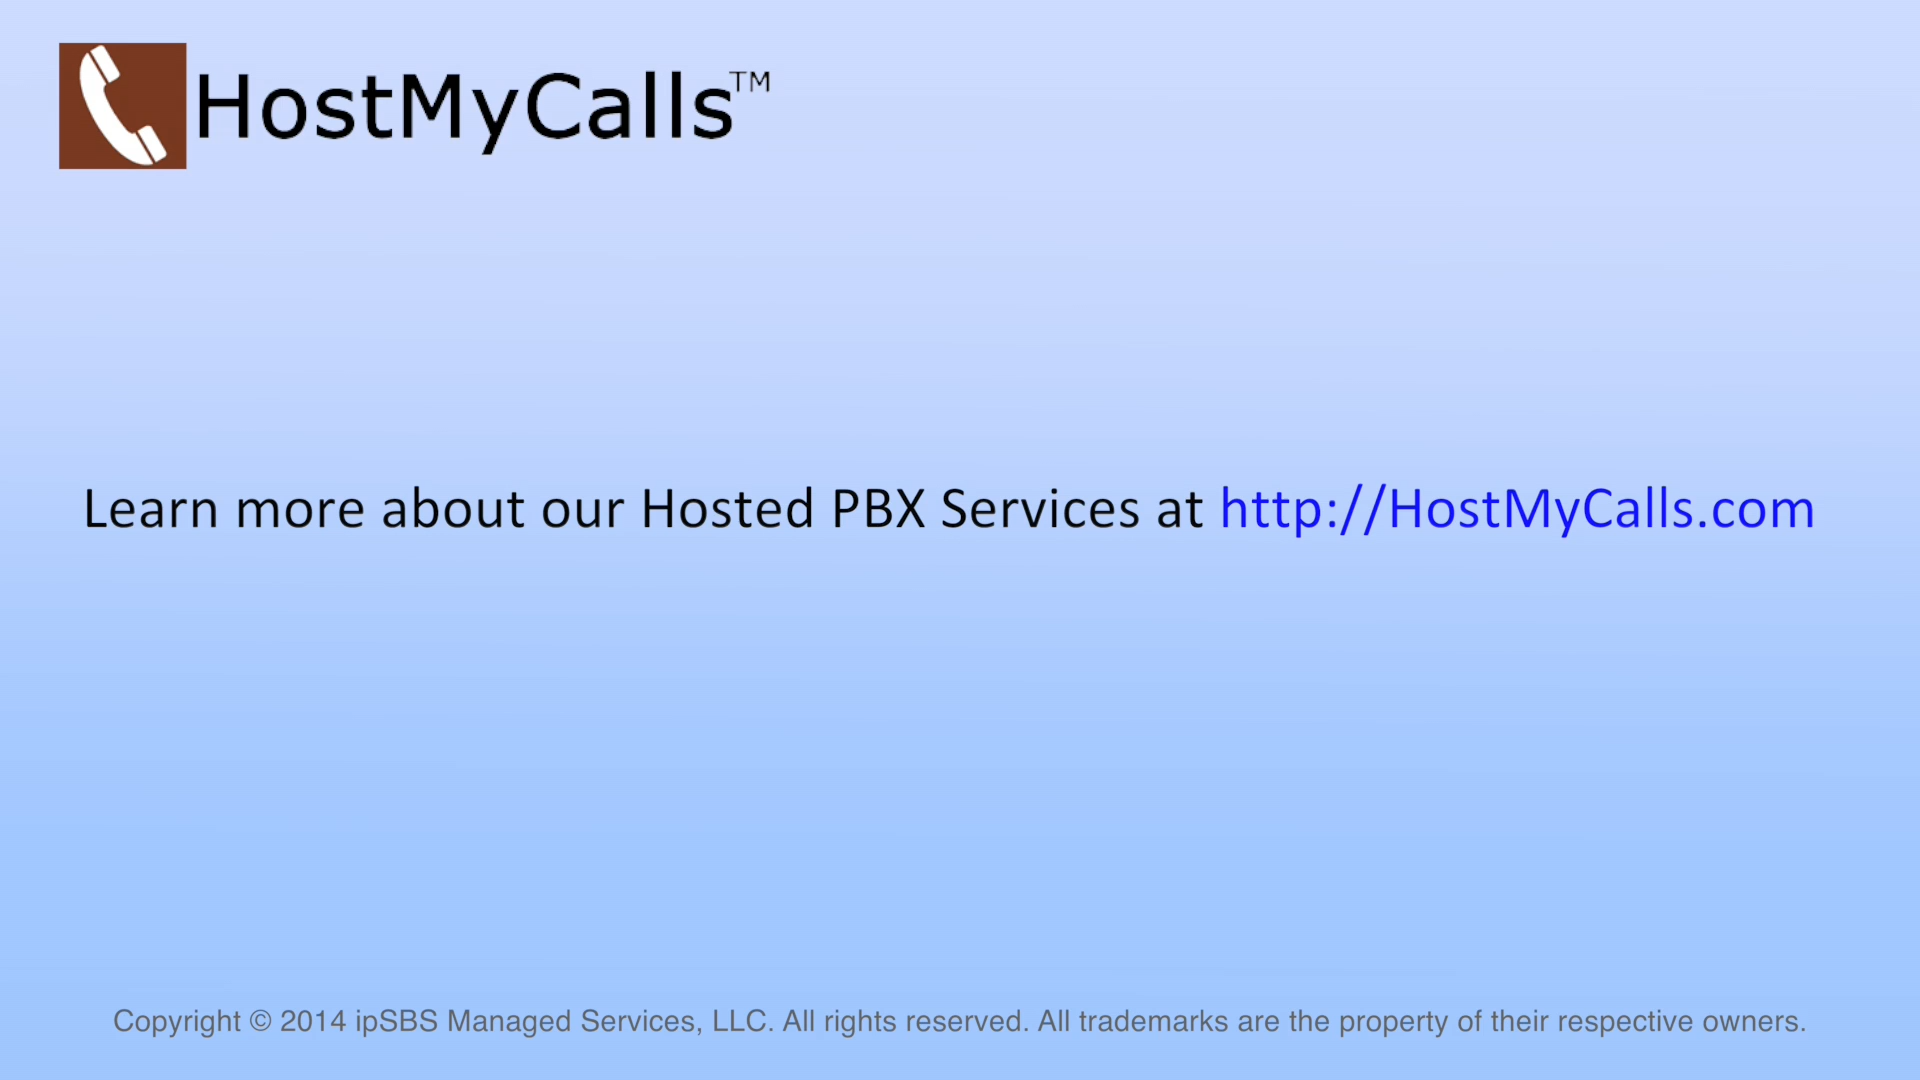 HostMyCalls™
Learn more about our Hosted PBX Services at http://HostMyCalls.com
Copyright © 2014 ipSBS Managed Services, LLC. All rights reserved. All trademarks are the property of their respective owners.